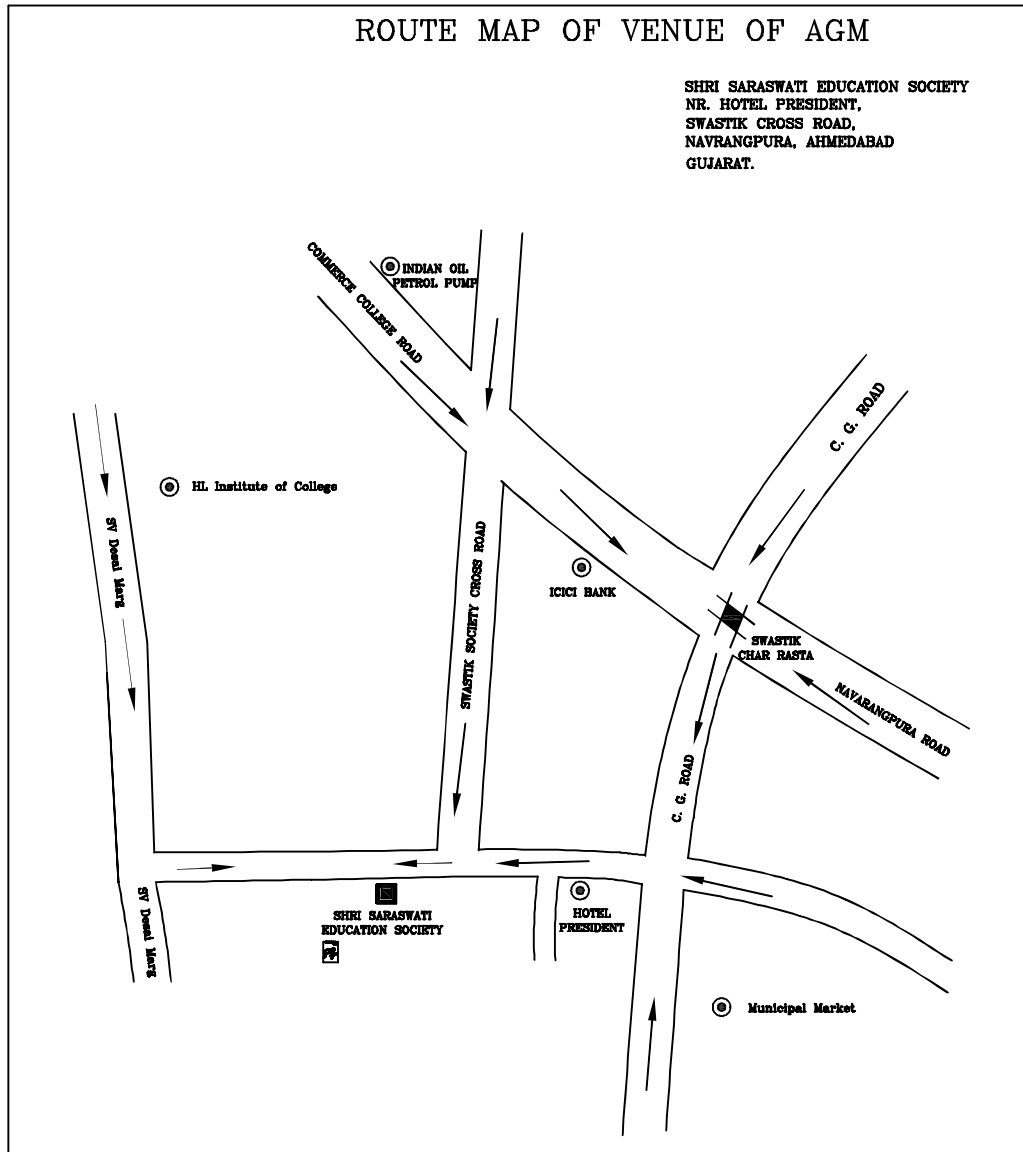 ROUTE MAP OF VENUE OF AGM
SHRI SARASWATI EDUCATION SOCIETY
NR. HOTEL PRESIDENT,
SWASTIK CROSS ROAD,
NAVRANGPURA, AHMEDABAD
GUJARAT.
COMMERCE COLLEGE ROAD
INDIAN OIL
PETROL PUMP
C. G. ROAD
HL Institute of College
SV Desai Marg
SWASTIK SOCIETY CROSS ROAD
ICICI BANK
SWASTIK
CHAR RASTA
NAVARANGPURA ROAD
C. G. ROAD
SV Desai Marg
SHRI SARASWATI
EDUCATION SOCIETY
HOTEL
PRESIDENT
Municipal Market